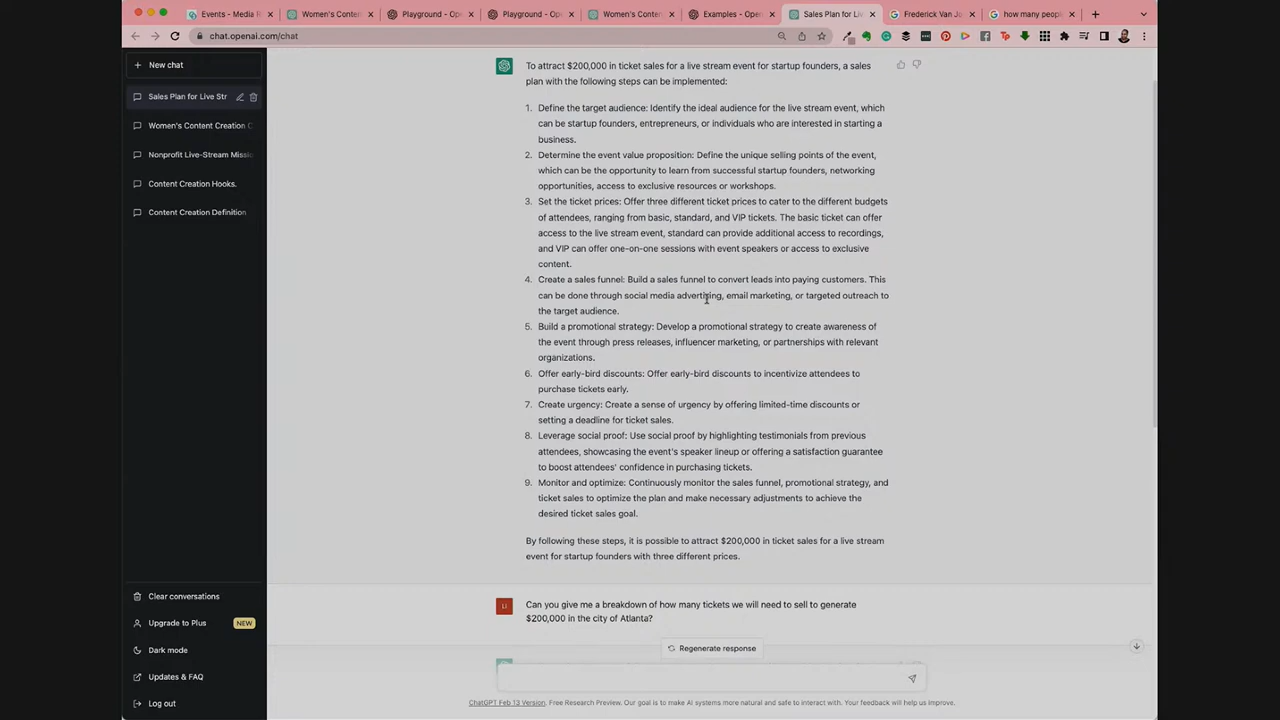 Events - Media R
Women's Conten
Playground - Ope
Playground - Ope
Women's Conten
Examples - Open
Sales Plan for Liv
Frederick Van Jo
how many peopl
chat.openai.com/chat
New chat
Sales Plan for Live Str
Women's Content Creation C
Nonprofit Live-Stream Missio
Content Creation Hooks.
Content Creation Definition
To attract $200,000 in ticket sales for a live stream event for startup founders, a sales
plan with the following steps can be implemented:
1. Define the target audience: Identify the ideal audience for the live stream event, which
can be startup founders, entrepreneurs, or individuals who are interested in starting a
business.
2. Determine the event value proposition: Define the unique selling points of the event,
which can be the opportunity to learn from successful startup founders, networking
opportunities, access to exclusive resources or workshops.
3. Set the ticket prices: Offer three different ticket prices to cater to the different budgets
of attendees, ranging from basic, standard, and VIP tickets. The basic ticket can offer
access to the live stream event, standard can provide additional access to recordings,
and VIP can offer one-on-one sessions with event speakers or access to exclusive
content.
4. Create a sales funnel: Build a sales funnel to convert leads into paying customers. This
can be done through social media advertising, email marketing, or targeted outreach to
the target audience.
5. Build a promotional strategy: Develop a promotional strategy to create awareness of
the event through press releases, influencer marketing, or partnerships with relevant
organizations.
6. Offer early-bird discounts: Offer early-bird discounts to incentivize attendees to
purchase tickets early.
7. Create urgency: Create a sense of urgency by offering limited-time discounts or
setting a deadline for ticket sales.
8. Leverage social proof: Use social proof by highlighting testimonials from previous
attendees, showcasing the event's speaker lineup or offering a satisfaction guarantee
to boost attendees' confidence in purchasing tickets.
9. Monitor and optimize: Continuously monitor the sales funnel, promotional strategy, and
ticket sales to optimize the plan and make necessary adjustments to achieve the
desired ticket sales goal.
By following these steps, it is possible to attract $200,000 in ticket sales for a live stream
event for startup founders with three different prices.
LI
Can you give me a breakdown of how many tickets we will need to sell to generate
$200,000 in the city of Atlanta?
Regenerate response
Clear conversations
Upgrade to Plus NEW
Dark mode
Updates & FAQ
Log out
ChatGPT Feb 13 Version. Free Research Preview. Our goal is to make AI systems more natural and safe to interact with. Your feedback will help us improve.